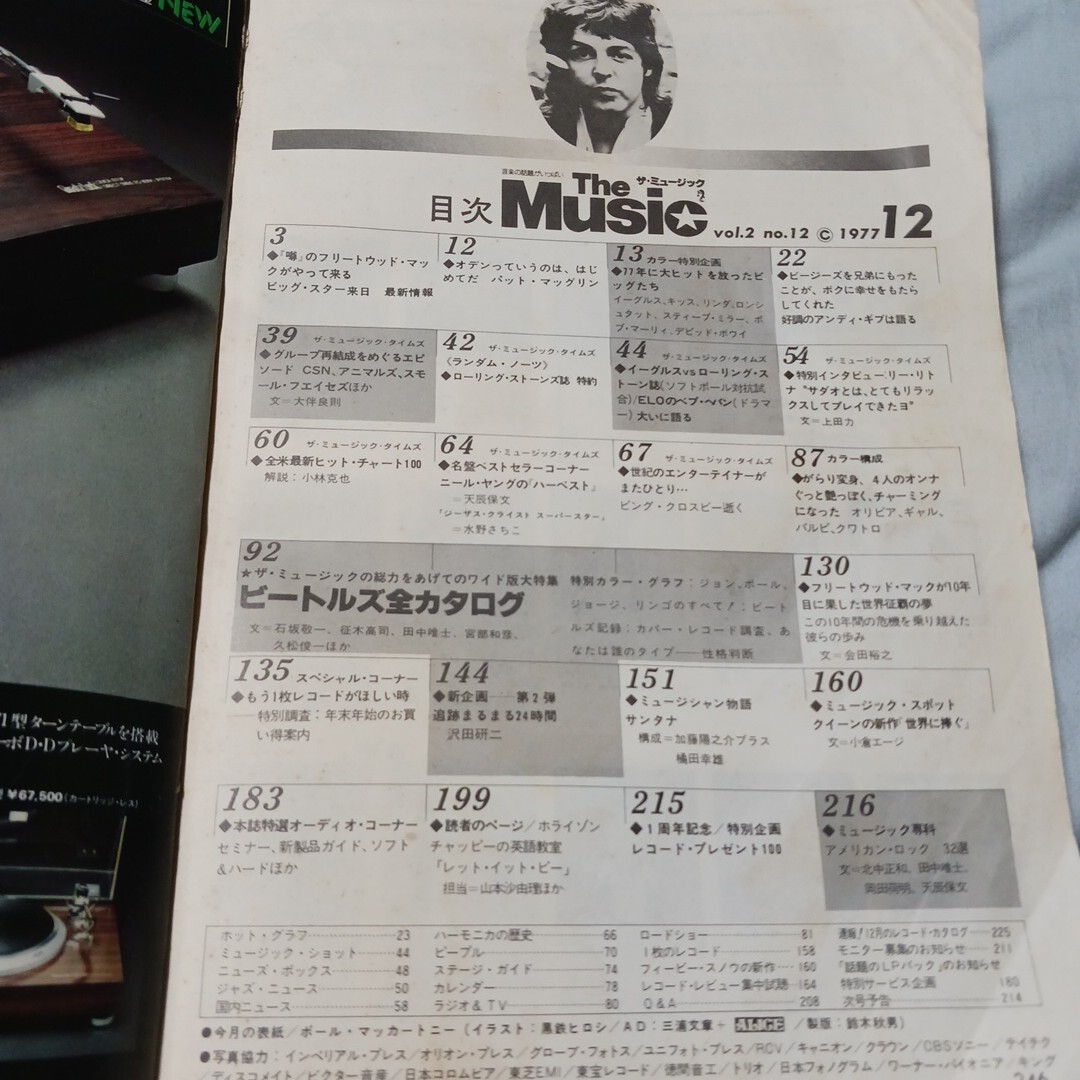 NEW
音楽の話題がいっぱい
The ザ・ミュージック
目次 Music vol.2 no.12 © 1977 12
3
◆「噂」のフリートウッド・マッ
クがやって来る
ビッグ・スター来日 最新情報
12
◆オデンっていうのは、はじ
めてだ パット・マッグリン
13 カラー特別企画
◆77年に大ヒットを放ったビ
ッグたち
イーグルス、キッス、リンダ、ロンシ
ュタット、スティーブ・ミラー、ボ
ブ・マーリィ、デビッド・ボウイ
22
◆ビージーズを兄弟にもった
ことが、ボクに幸せをもたら
してくれた
好調のアンディ・ギブは語る
39 ザ・ミュージック・タイムズ
◆グループ再結成をめぐるエピ
ソード CSN、アニマルズ、スモ
ール・フェイセズほか
文=大伴良則
42 ザ・ミュージック・タイムズ
《ランダム・ノーツ》
◆ローリング・ストーンズ誌 特約
44 ザ・ミュージック・タイムズ
◆イーグルスvsローリング・ス
トーン誌(ソフトボール対抗試
合)/ELOのベブ・ベバン(ドラマ
ー)大いに語る
54 ザ・ミュージック・タイムズ
◆特別インタビュー:リー・リト
ナ “サダオとは、とてもリラッ
クスしてプレイできたヨ”
文=上田力
60 ザ・ミュージック・タイムズ
◆全米最新ヒット・チャート100
解説:小林克也
64 ザ・ミュージック・タイムズ
◆名盤ベストセラーコーナー
ニール・ヤングの「ハーベスト」
=天辰保文
「ジーザス・クライスト スーパースター」
=水野さちこ
67 ザ・ミュージック・タイムズ
◆世紀のエンターテイナーが
またひとり…
ビング・クロスビー逝く
87 カラー構成
◆がらり変身、4人のオンナ
ぐっと艶っぽく、チャーミング
になった オリビア、ギャル、
バルビ、クワトロ
92
★ザ・ミュージックの総力をあげてのワイド版大特集
ビートルズ全カタログ
文=石坂敬一、征木高司、田中唯士、宮部和彦、
久松俊一ほか
特別カラー・グラフ:ジョン、ポール、
ジョージ、リンゴのすべて!:ビート
ルズ記録:カバー・レコード調査、あ
なたは誰のタイプ──性格判断
130
◆フリートウッド・マックが10年
目に果した世界征覇の夢
この10年間の危機を乗り越えた
彼らの歩み
文=会田裕之
135 スペシャル・コーナー
◆もう1枚レコードがほしい時
──特別調査:年末年始のお買
い得案内
144
◆新企画──第2弾
追跡まるまる24時間
沢田研二
151
◆ミュージシャン物語
サンタナ
構成=加藤陽之介プラス
橘田幸雄
160
◆ミュージック・スポット
クイーンの新作「世界に捧ぐ」
文=小倉エージ
183
◆本誌特選オーディオ・コーナー
セミナー、新製品ガイド、ソフト
&ハードほか
199
◆読者のページ/ホライゾン
チャッピーの英語教室
「レット・イット・ビー」
担当=山本沙由理ほか
215
◆1周年記念/特別企画
レコード・プレゼント100
216
◆ミュージック専科
アメリカン・ロック 32選
文=北中正和、田中唯士、
岡田荷明、天辰保文
ホット・グラフ 23
ミュージック・ショット 44
ニューズ・ボックス 48
ジャズ・ニュース 50
国内ニュース 58
ハーモニカの歴史 66
ピープル 70
ステージ・ガイド 74
カレンダー 78
ラジオ&TV 80
ロードショー 81
1枚のレコード 158
フィービー・スノウの新作 160
レコード・レビュー集中試聴 164
Q&A 208
速報!12月のレコード・カタログ 225
モニター募集のお知らせ 211
「話題のLPパック」のお知らせ
特別サービス企画 180
次号予告 214
●今月の表紙/ポール・マッカートニー(イラスト:黒鉄ヒロシ/AD:三浦文章+ALICE/製版:鈴木秋男)
●写真協力:インペリアル・プレス/オリオン・プレス/グローブ・フォトス/ユニフォト・プレス/RCV/キャニオン/クラウン/CBSソニー/テイチク
/ディスコメイト/ビクター音産/日本コロムビア/東芝EMI/東宝レコード/徳間音工/トリオ/日本フォノグラム/ワーナー・パイオニア/キング
型ターンテーブルを搭載
ーボD・Dプレーヤ・システム
¥67,500(カートリッジ・レス)